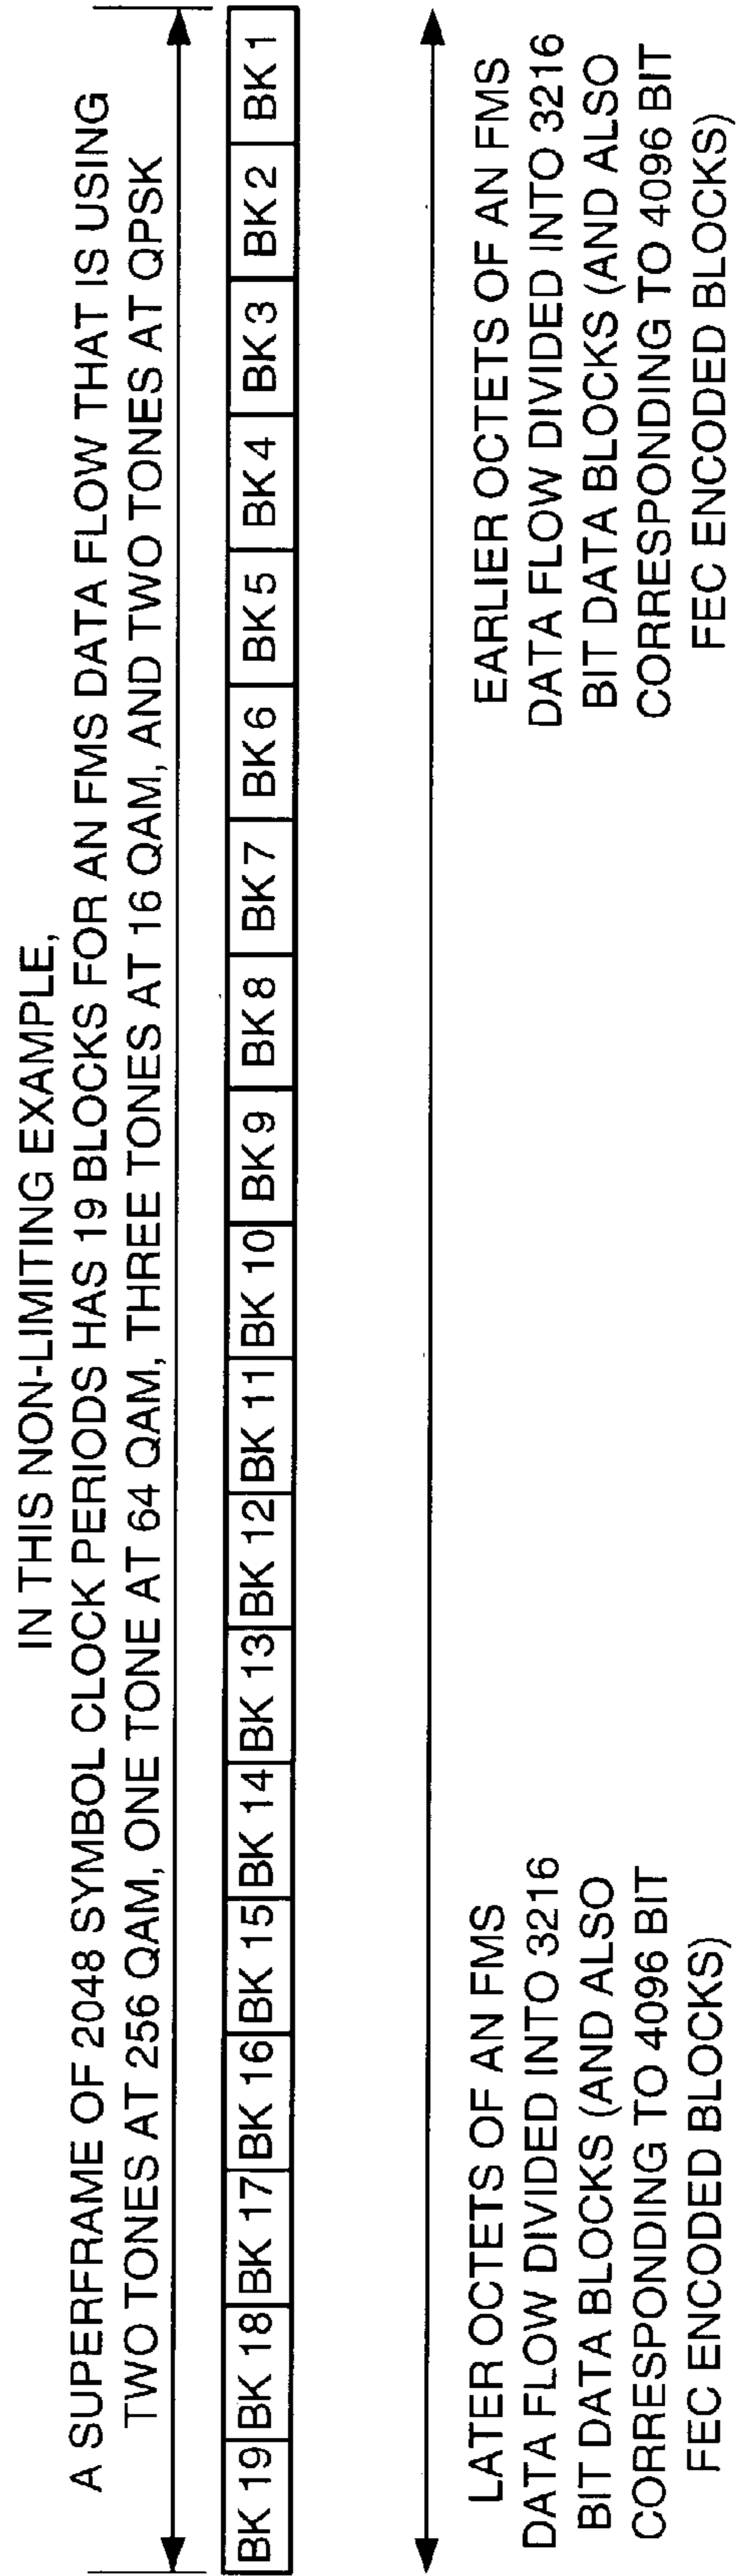 IN THIS NON-LIMITING EXAMPLE,
A SUPERFRAME OF 2048 SYMBOL CLOCK PERIODS HAS 19 BLOCKS FOR AN FMS DATA FLOW THAT IS USING
TWO TONES AT 256 QAM, ONE TONE AT 64 QAM, THREE TONES AT 16 QAM, AND TWO TONES AT QPSK
BK 19 BK 18 BK 17 BK 16 BK 15 BK 14 BK 13 BK 12 BK 11 BK 10 BK 9 BK 8 BK 7 BK 6 BK 5 BK 4 BK 3 BK 2 BK 1
LATER OCTETS OF AN FMS
DATA FLOW DIVIDED INTO 3216
BIT DATA BLOCKS (AND ALSO
CORRESPONDING TO 4096 BIT
FEC ENCODED BLOCKS)
EARLIER OCTETS OF AN FMS
DATA FLOW DIVIDED INTO 3216
BIT DATA BLOCKS (AND ALSO
CORRESPONDING TO 4096 BIT
FEC ENCODED BLOCKS)